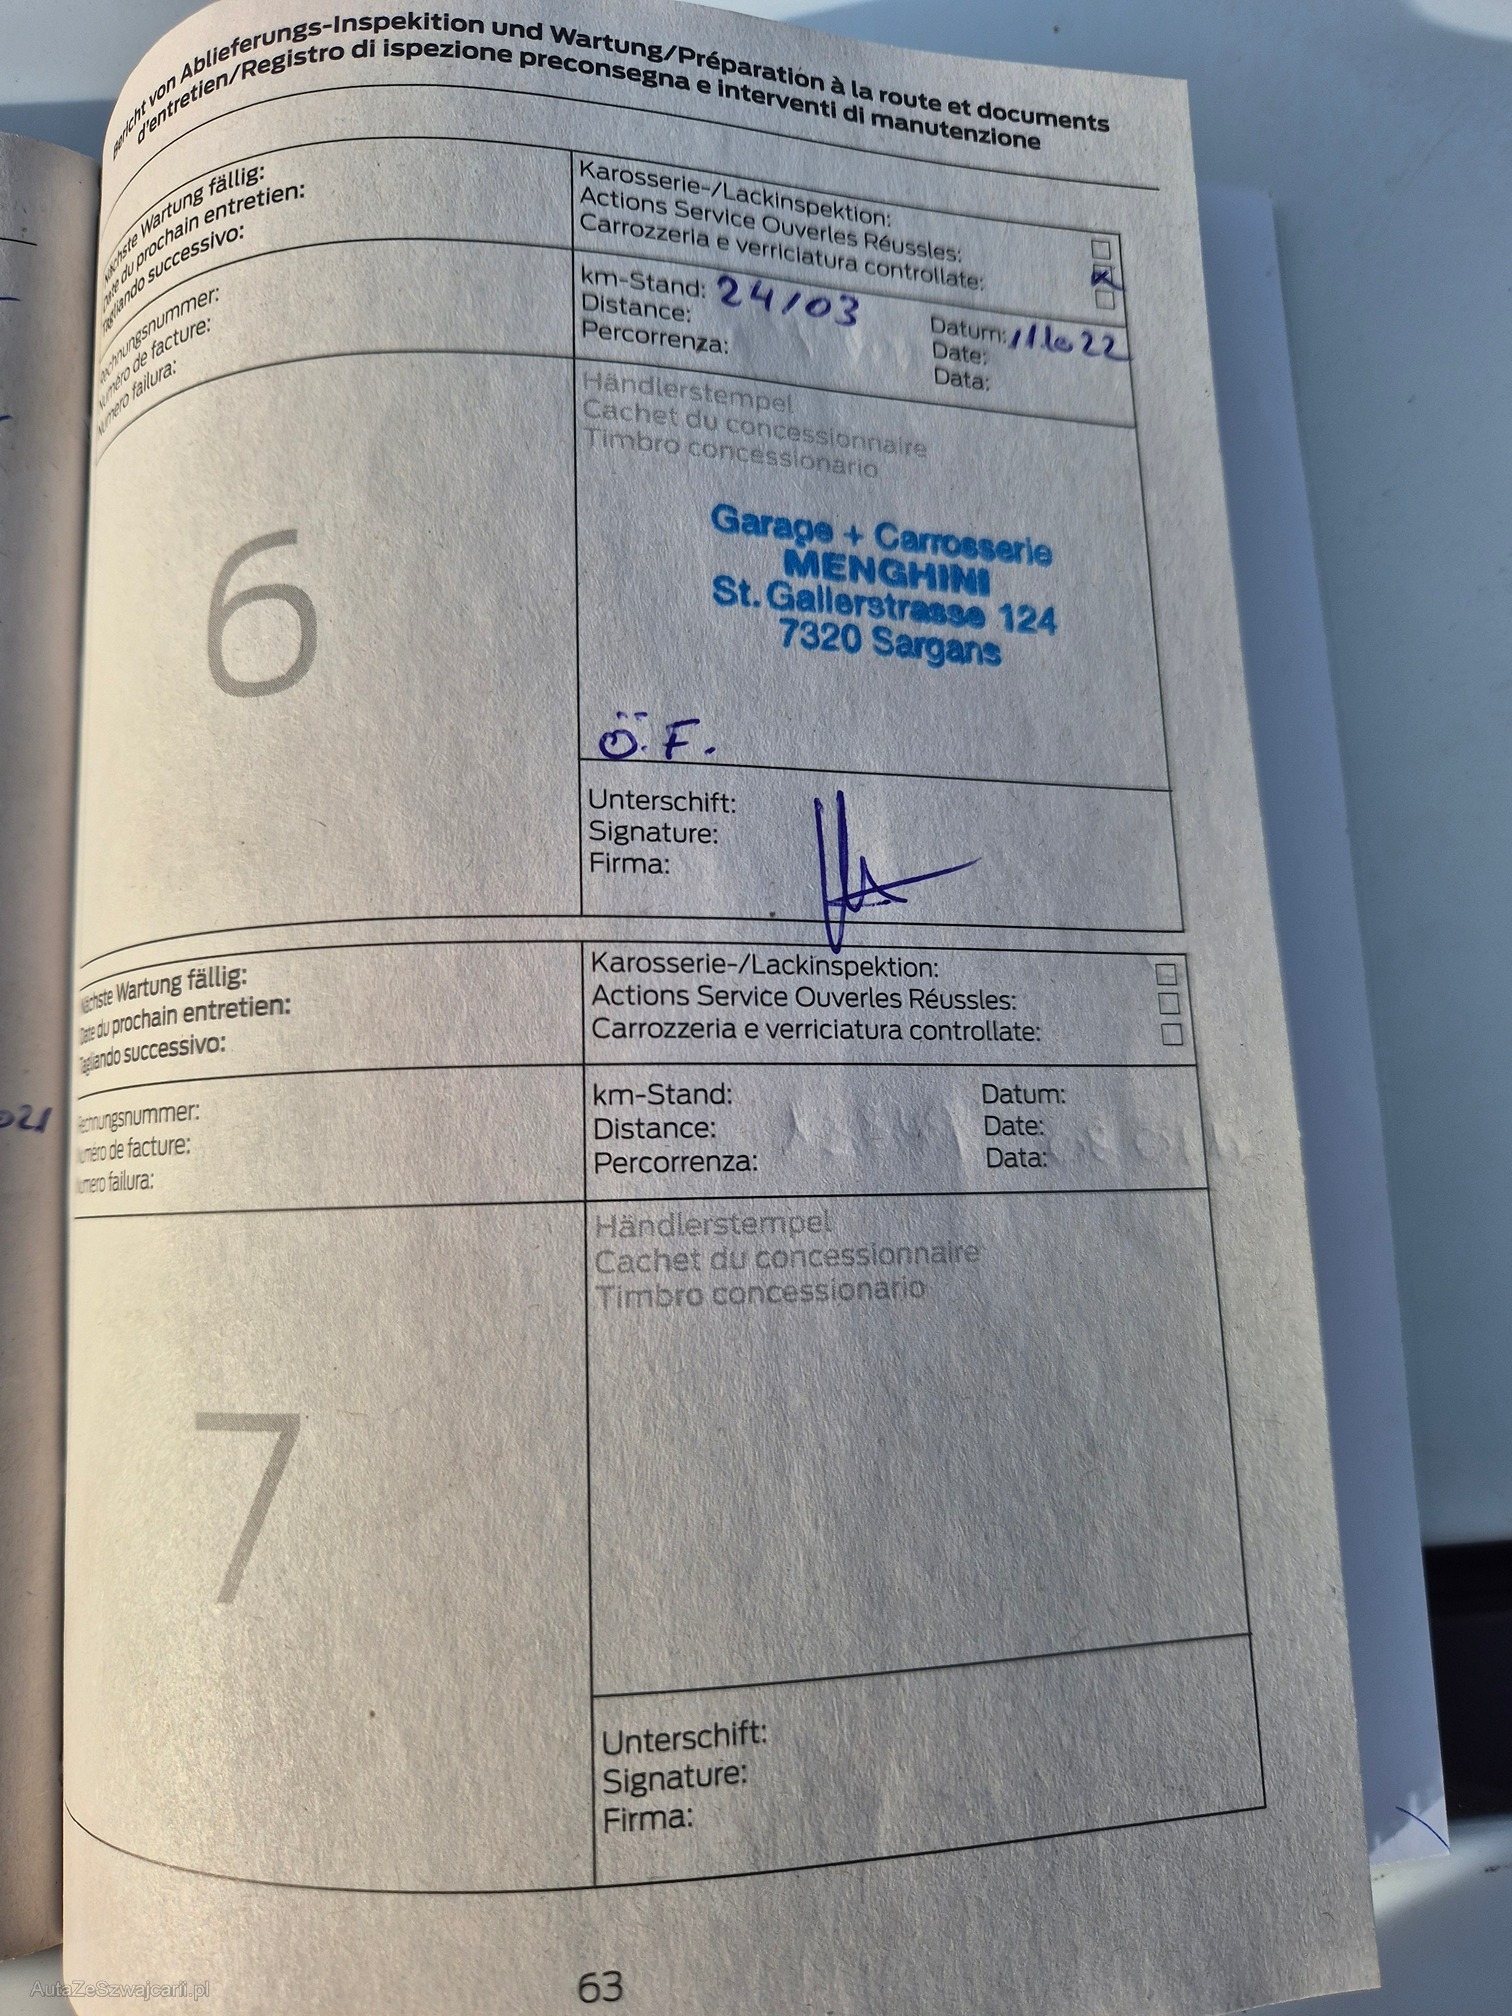 Bericht von Ablieferungs-Inspekition und Wartung/Préparation à la route et documents
d'entretien/Registro di ispezione preconsegna e interventi di manutenzione
Nächste Wartung fällig:
Date du prochain entretien:
Tagliando successivo:
Karosserie-/Lackinspektion:
Actions Service Ouverles Réussles:
Carrozzeria e verriciatura controllate:
Rechnungsnummer:
Numéro de facture:
Numero failura:
km-Stand: 24103
Distance:
Percorrenza:
Datum: 11.10 22
Date:
Data:
6
Händlerstempel
Cachet du concessionnaire
Timbro concessionario
Garage + Carrosserie
MENGHINI
St. Gallerstrasse 124
7320 Sargans
Ö. F.
Unterschift:
Signature:
Firma:
Nächste Wartung fällig:
Date du prochain entretien:
Tagliando successivo:
Karosserie-/Lackinspektion:
Actions Service Ouverles Réussles:
Carrozzeria e verriciatura controllate:
2021
Rechnungsnummer:
Numéro de facture:
Numero failura:
km-Stand:
Distance:
Percorrenza:
Datum:
Date:
Data:
7
Händlerstempel
Cachet du concessionnaire
Timbro concessionario
Unterschift:
Signature:
Firma:
63
AutaZeSzwajcarii.pl